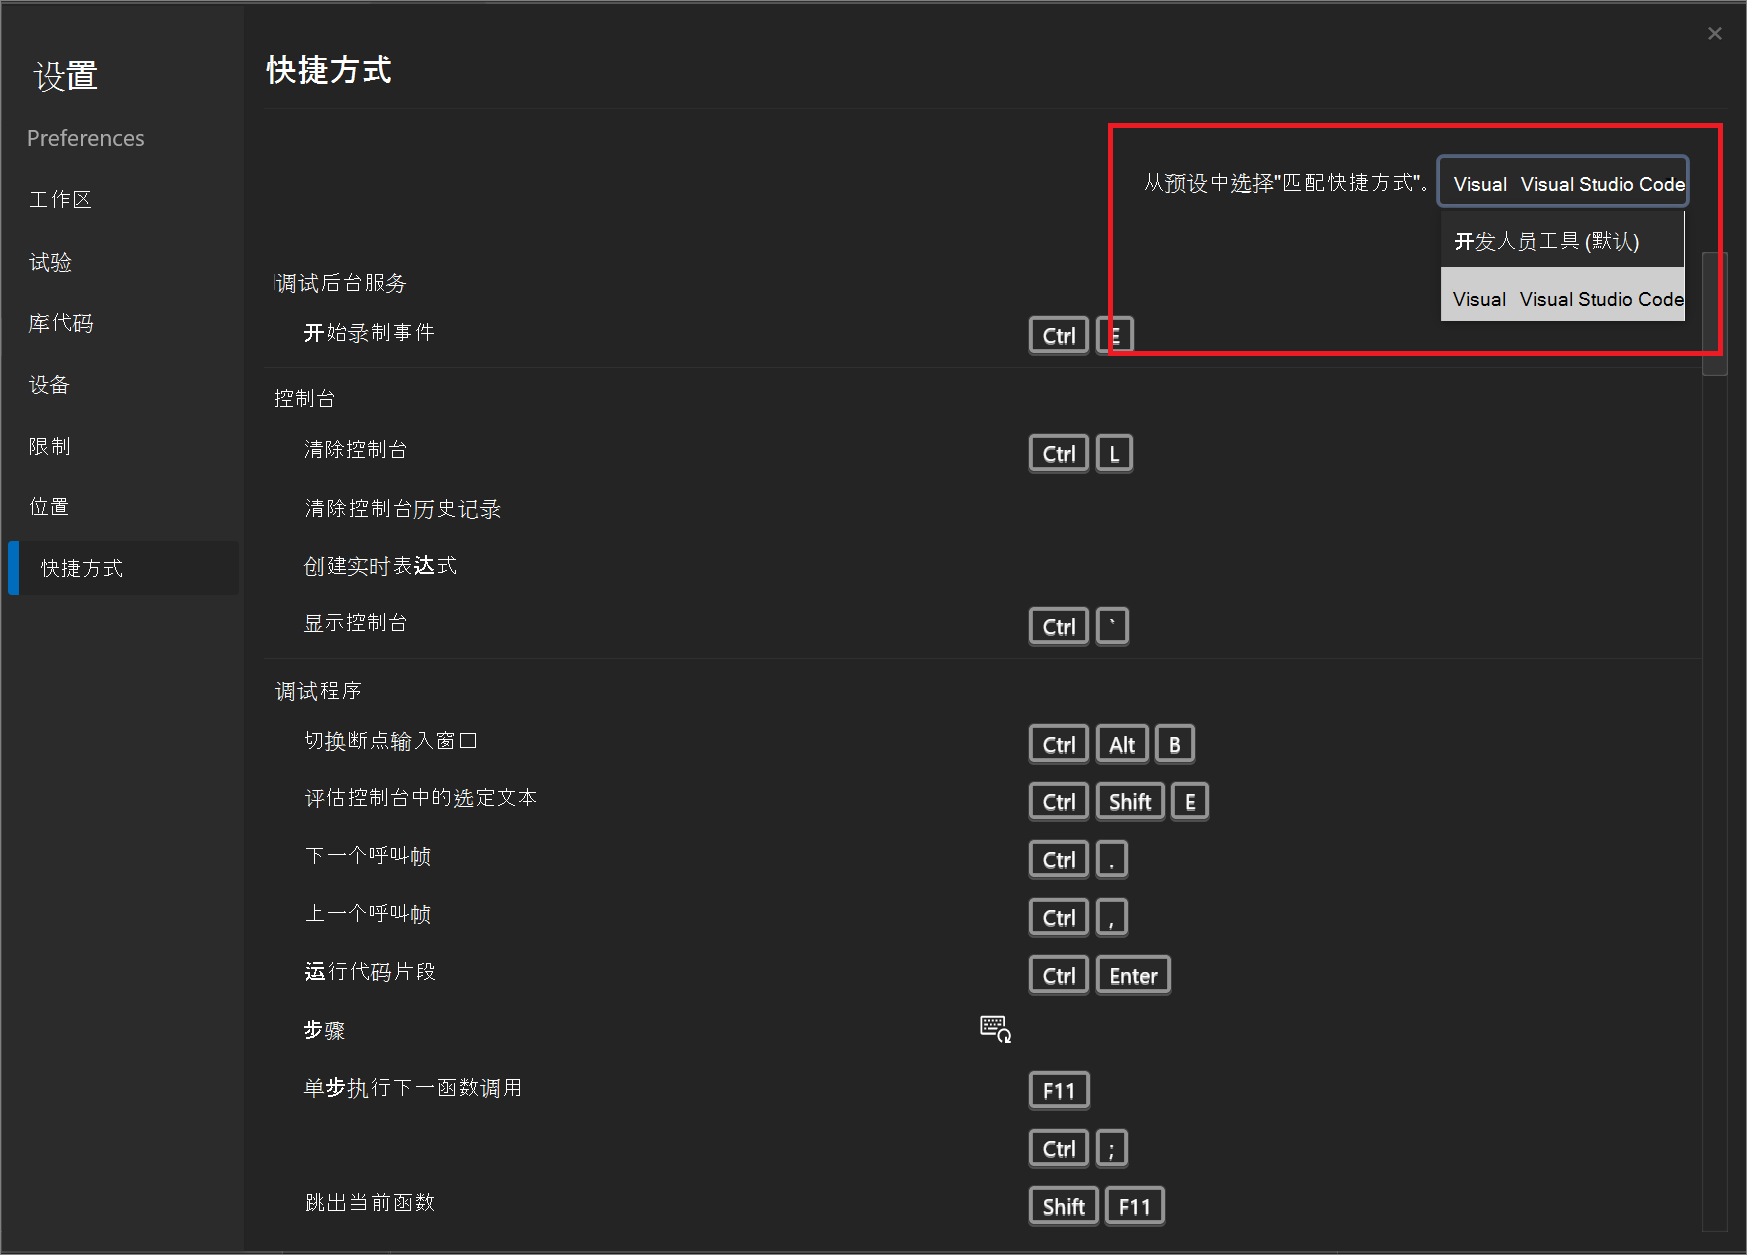 设置
Preferences
工作区
试验
库代码
设备
限制
位置
快捷方式
快捷方式
从预设中选择"匹配快捷方式"。 Visual Visual Studio Code
开发人员工具 (默认)
Visual Visual Studio Code
调试后台服务
开始录制事件 Ctrl E
控制台
清除控制台 Ctrl L
清除控制台历史记录
创建实时表达式
显示控制台 Ctrl `
调试程序
切换断点输入窗口 Ctrl Alt B
评估控制台中的选定文本 Ctrl Shift E
下一个呼叫帧 Ctrl .
上一个呼叫帧 Ctrl ,
运行代码片段 Ctrl Enter
步骤
单步执行下一函数调用 F11
Ctrl ;
跳出当前函数 Shift F11